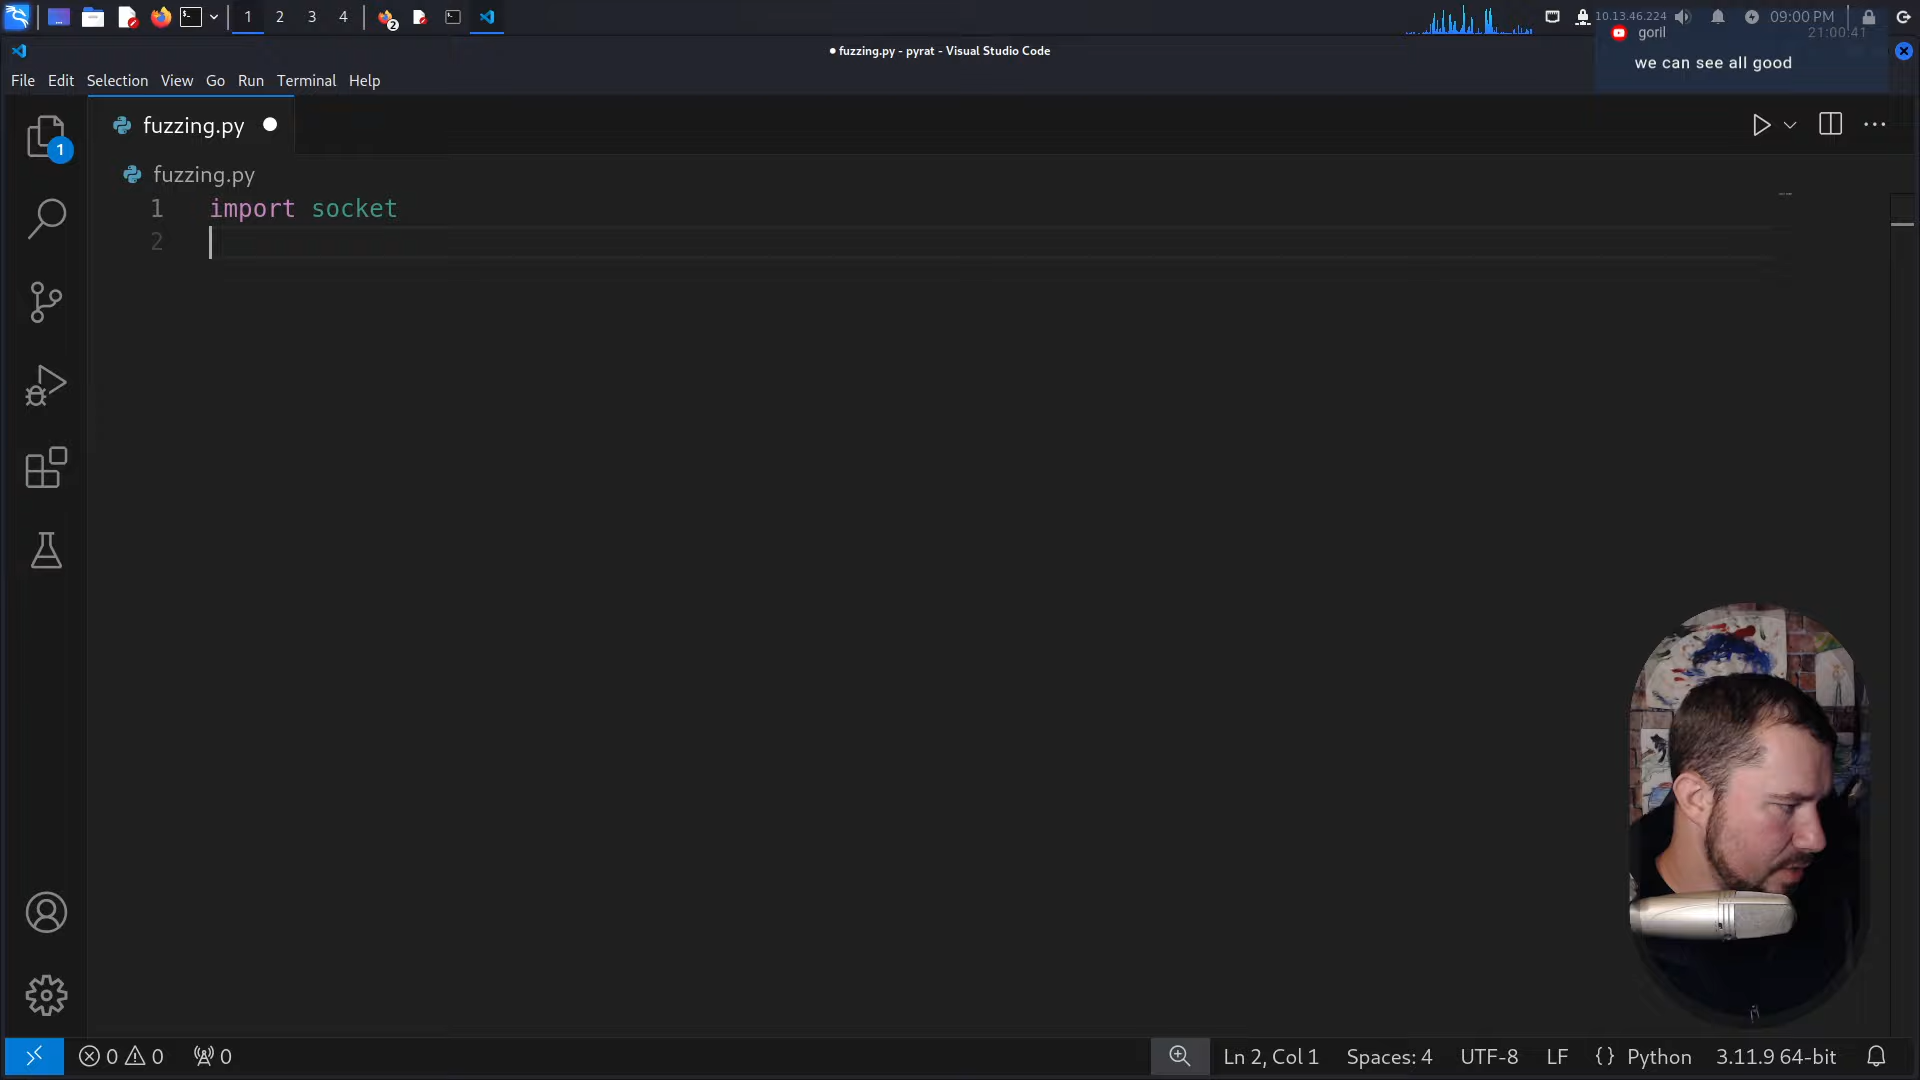 1 2 3 4 2 10.13.46.224 09:00 PM
goril 21:00:41
we can see all good
● fuzzing.py - pyrat - Visual Studio Code
File Edit Selection View Go Run Terminal Help
fuzzing.py
1
fuzzing.py
1 import socket
2
0 0 0 Ln 2, Col 1 Spaces: 4 UTF-8 LF {} Python 3.11.9 64-bit